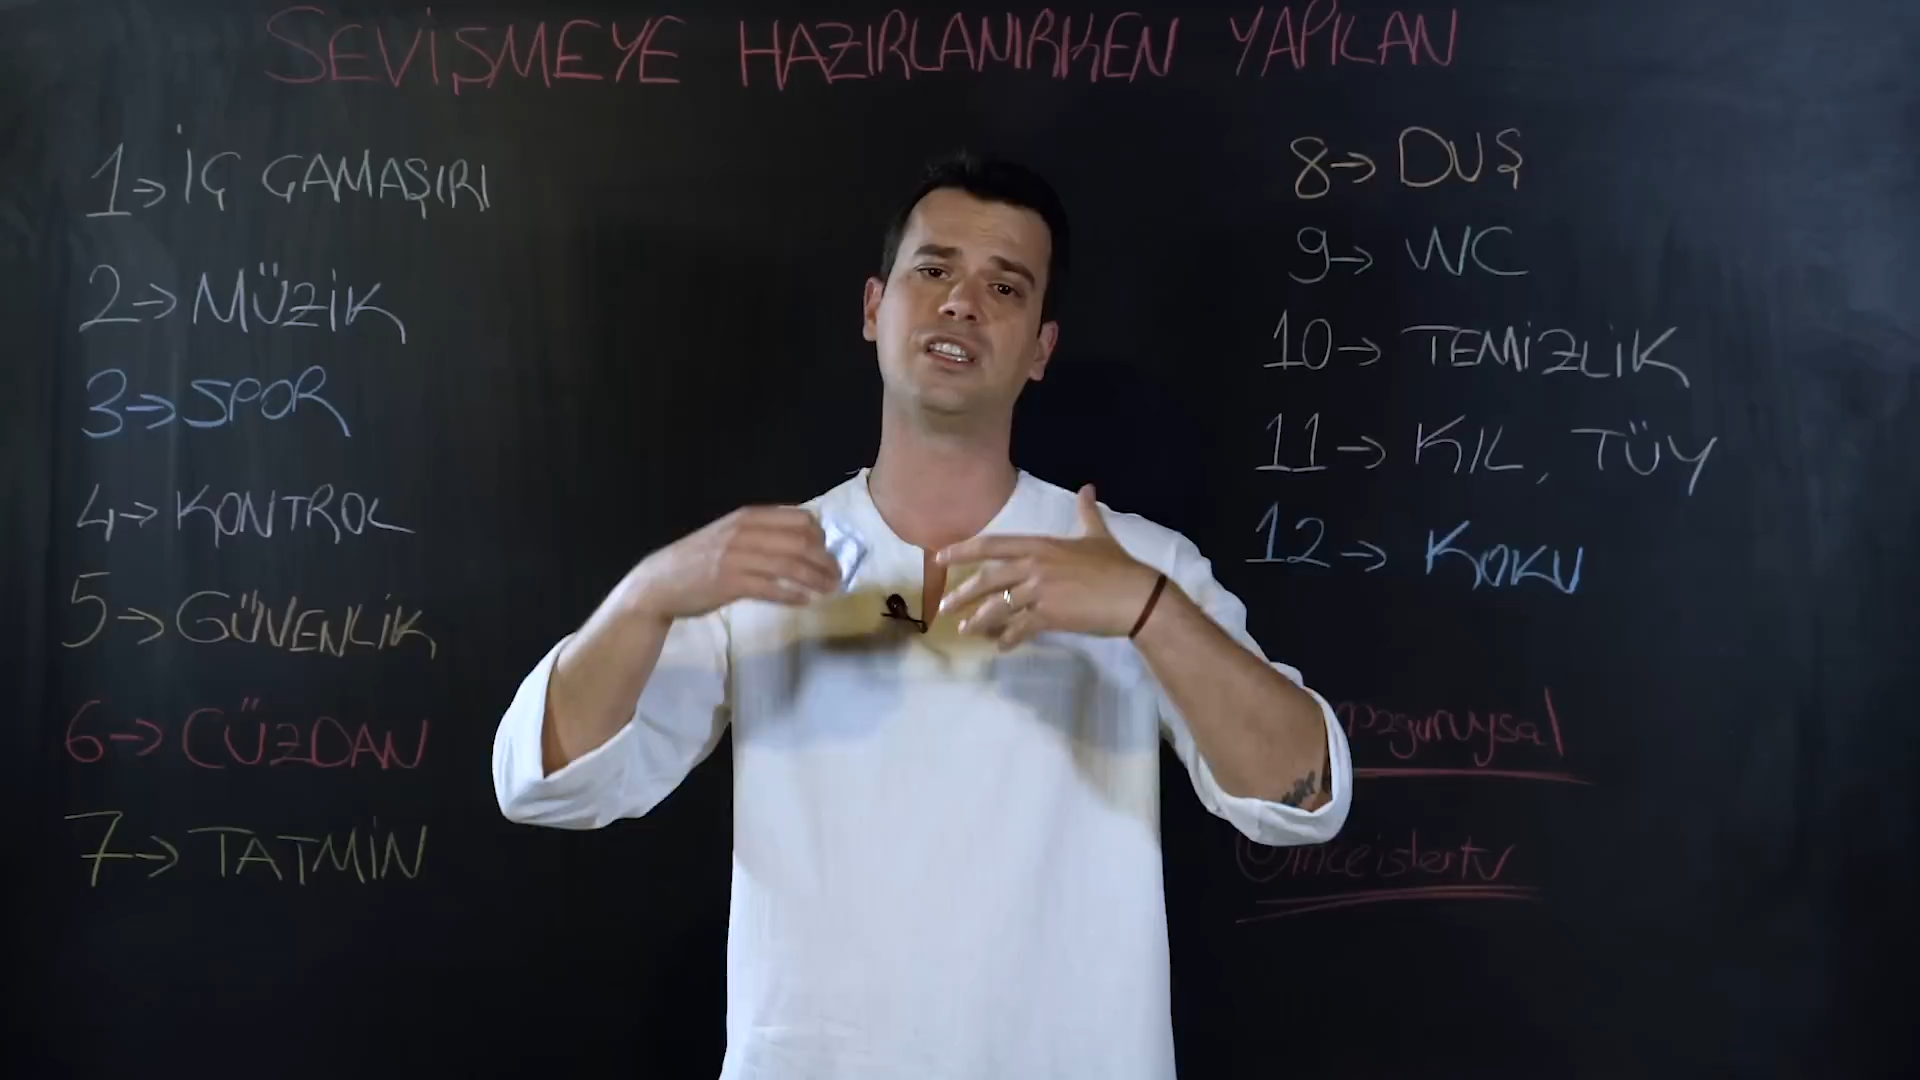 SEVİŞMEYE HAZIRLANIRKEN YAPILAN
1→ İÇ ÇAMAŞIRI
2→ MÜZİK
3→ SPOR
4→ KONTROL
5→ GÜVENLİK
6→ CÜZDAN
7→ TATMİN
8→ DUŞ
9→ WC
10→ TEMİZLİK
11→ KIL, TÜY
12→ KOKU
@inceislertv